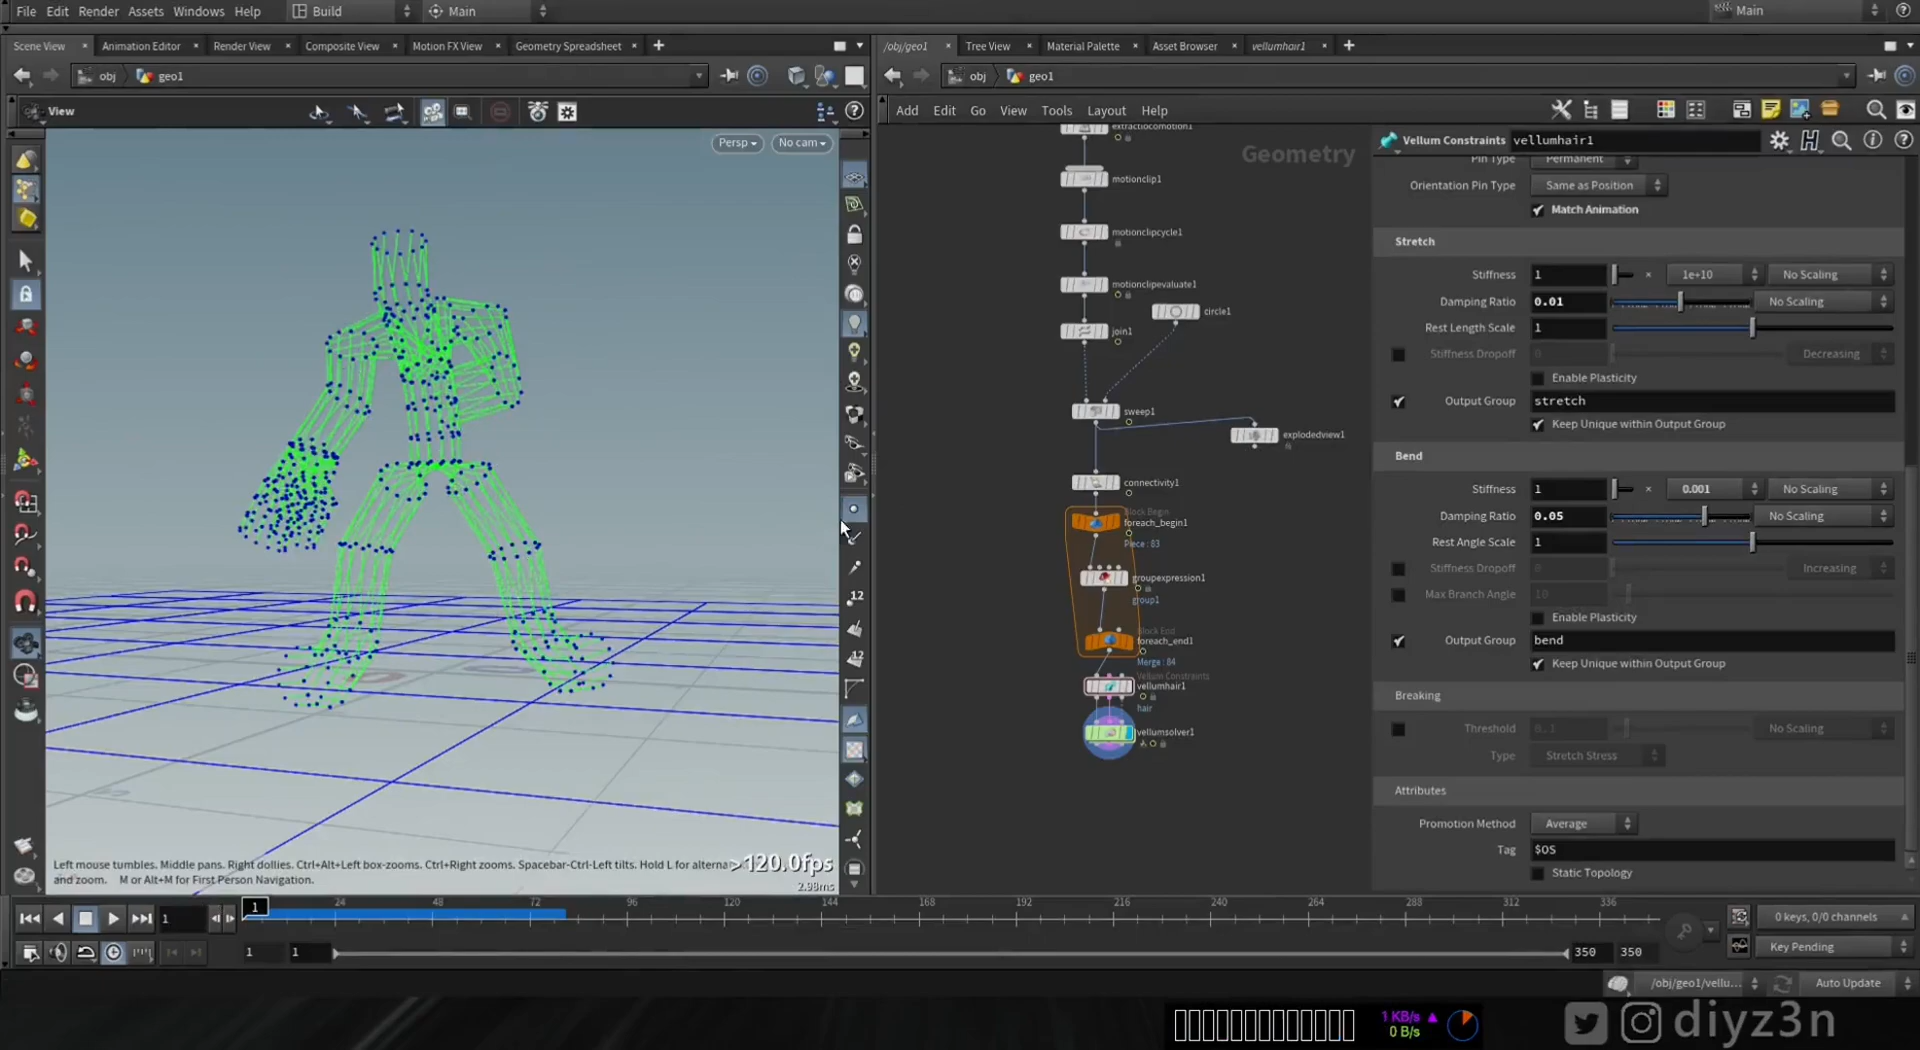 File Edit Render Assets Windows Help Build Main Main
Scene View Animation Editor Render View Composite View Motion FX View Geometry Spreadsheet
/obj/geo1 Tree View Material Palette Asset Browser vellumhair1
obj geo1
obj geo1
View
Add Edit Go View Tools Layout Help
Persp No cam
Geometry
extractlocomotion1
motionclip1
motionclipcycle1
motionclipevaluate1
circle1
join1
sweep1
explodedview1
connectivity1
Block Begin
foreach_begin1
Piece : 83
groupexpression1
group1
Block End
foreach_end1
Merge : 84
Vellum Constraints
vellumhair1
hair
vellumsolver1
12
12
Vellum Constraints vellumhair1
Pin Type Permanent
Orientation Pin Type Same as Position
Match Animation
Stretch
Stiffness 1 × 1e+10 No Scaling
Damping Ratio 0.01 No Scaling
Rest Length Scale 1
Stiffness Dropoff 0 Decreasing
Enable Plasticity
Output Group stretch
Keep Unique within Output Group
Bend
Stiffness 1 × 0.001 No Scaling
Damping Ratio 0.05 No Scaling
Rest Angle Scale 1
Stiffness Dropoff 0 Increasing
Max Branch Angle 10
Enable Plasticity
Output Group bend
Keep Unique within Output Group
Breaking
Threshold 0.1 No Scaling
Type Stretch Stress
Attributes
Promotion Method Average
Tag $OS
Static Topology
Left mouse tumbles. Middle pans. Right dollies. Ctrl+Alt+Left box-zooms. Ctrl+Right zooms. Spacebar-Ctrl-Left tilts. Hold L for alterna
and zoom. M or Alt+M for First Person Navigation.
>120.0fps
2.98ms
1 1 24 48 72 96 120 144 168 192 216 240 264 288 312 336
0 keys, 0/0 channels
1 1 350 350
Key Pending
/obj/geo1/vellu... Auto Update
1 KB/s
0 B/s
diyz3n